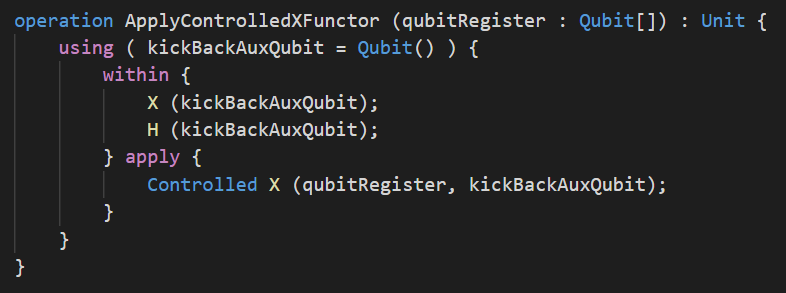 operation ApplyControlledXFunctor (qubitRegister : Qubit[]) : Unit {
    using ( kickBackAuxQubit = Qubit() ) {
        within {
            X (kickBackAuxQubit);
            H (kickBackAuxQubit);
        } apply {
            Controlled X (qubitRegister, kickBackAuxQubit);
        }
    }
}